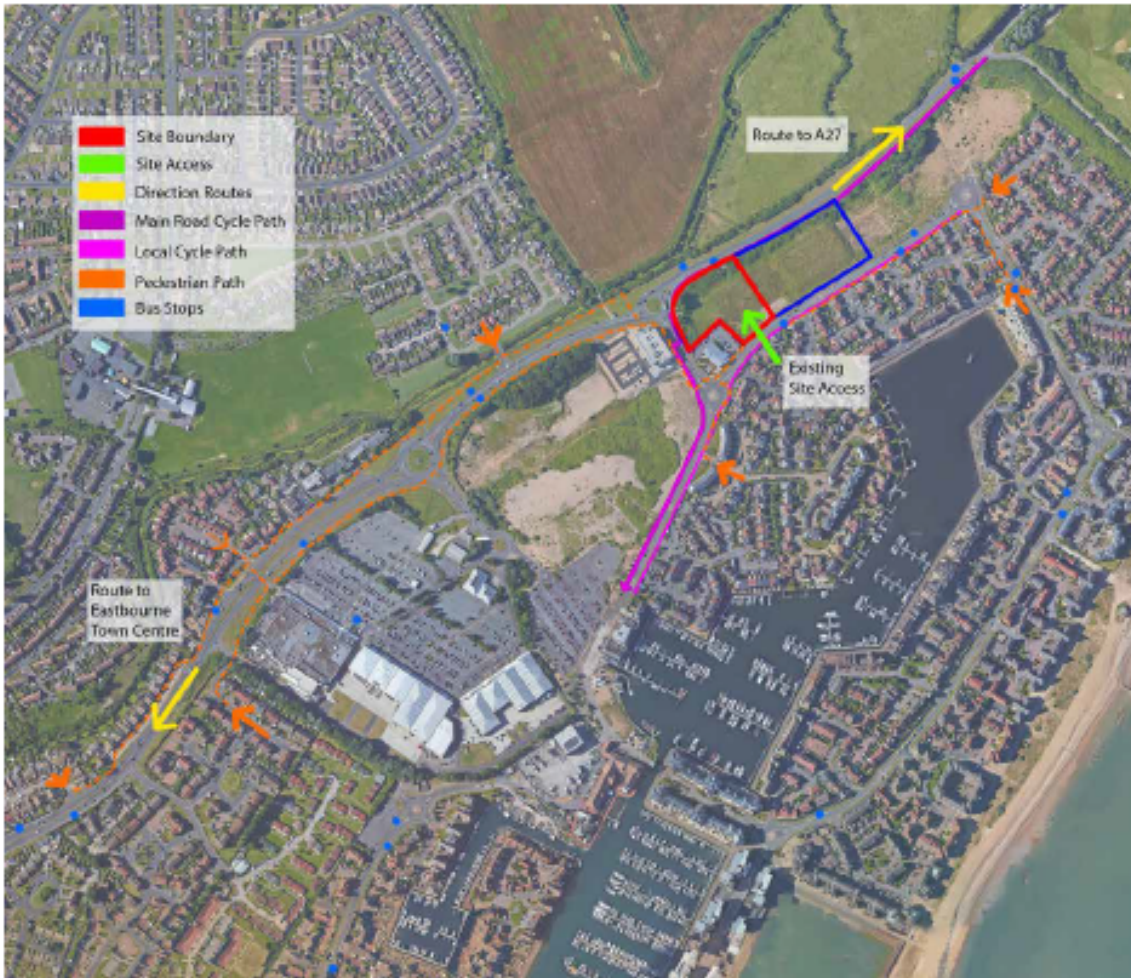 Site Boundary
Site Access
Direction Routes
Main Road Cycle Path
Local Cycle Path
Pedestrian Path
Bus Stops
Route to A27
Existing
Site Access
Route to
Eastbourne
Town Centre